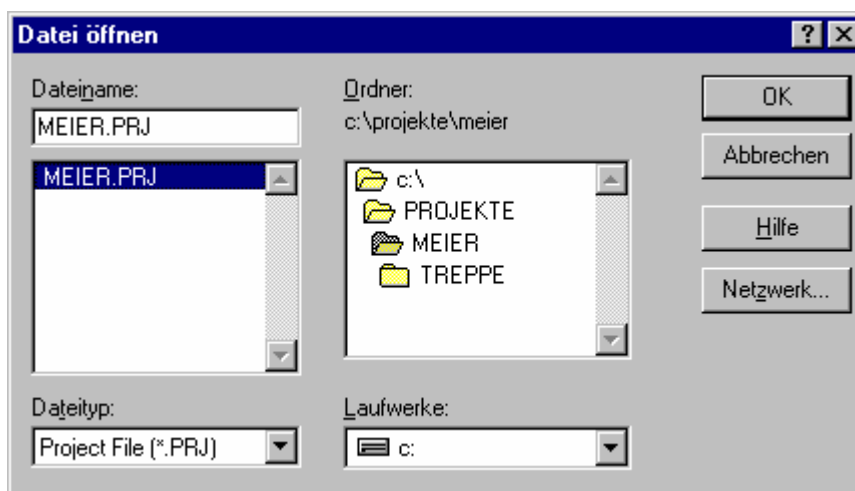 Datei öffnen
Dateiname:
MEIER.PRJ
MEIER.PRJ
Dateityp:
Project File (*.PRJ)
Ordner:
c:\projekte\meier
c:\
PROJEKTE
MEIER
TREPPE
Laufwerke:
c:
OK
Abbrechen
Hilfe
Netzwerk...